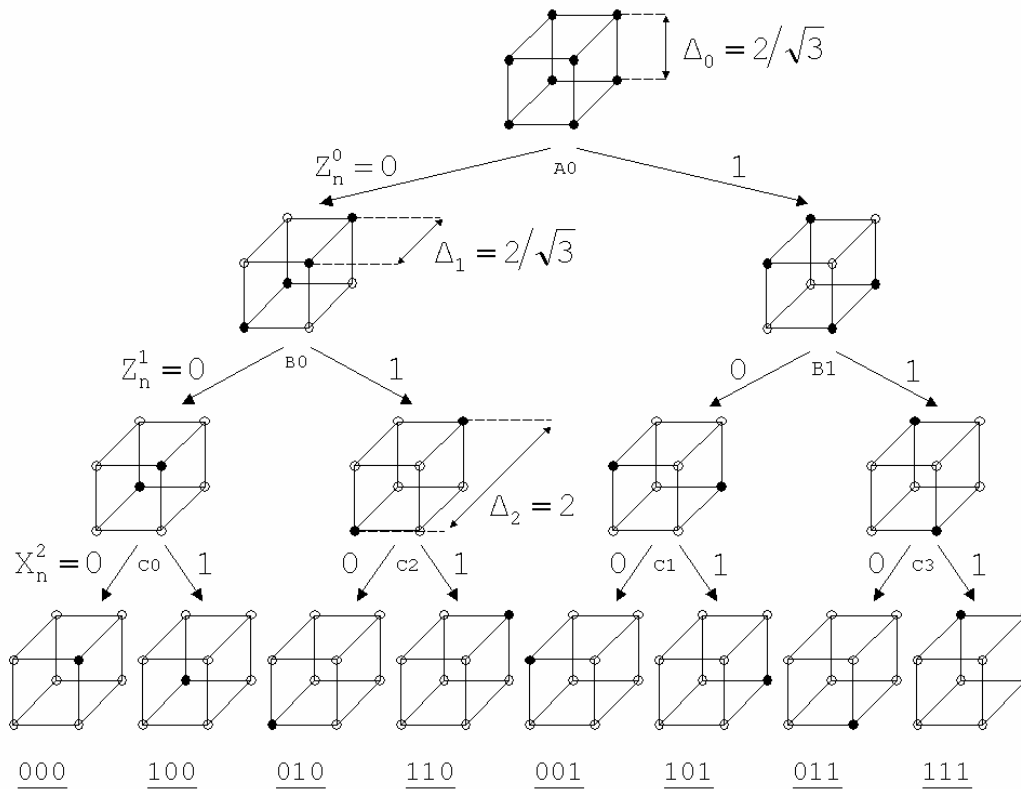 Δ₀ = 2/√3
Z_n^0 = 0 A0 1
Δ₁ = 2/√3
Z_n^1 = 0 B0 1 0 B1 1
Δ₂ = 2
X_n^2 = 0 C0 1 0 C2 1 0 C1 1 0 C3 1
000 100 010 110 001 101 011 111